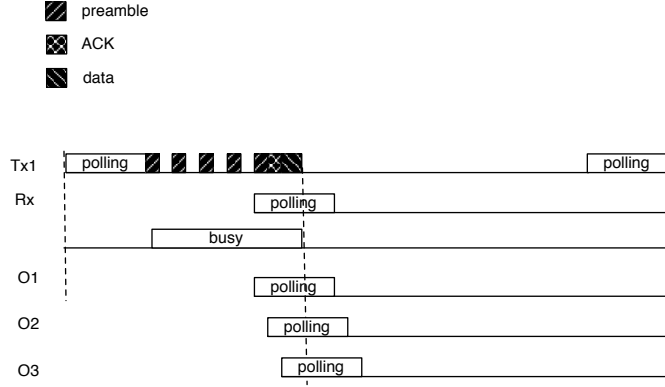 preamble
ACK
data
Tx1 polling polling
Rx polling
busy
O1 polling
O2 polling
O3 polling